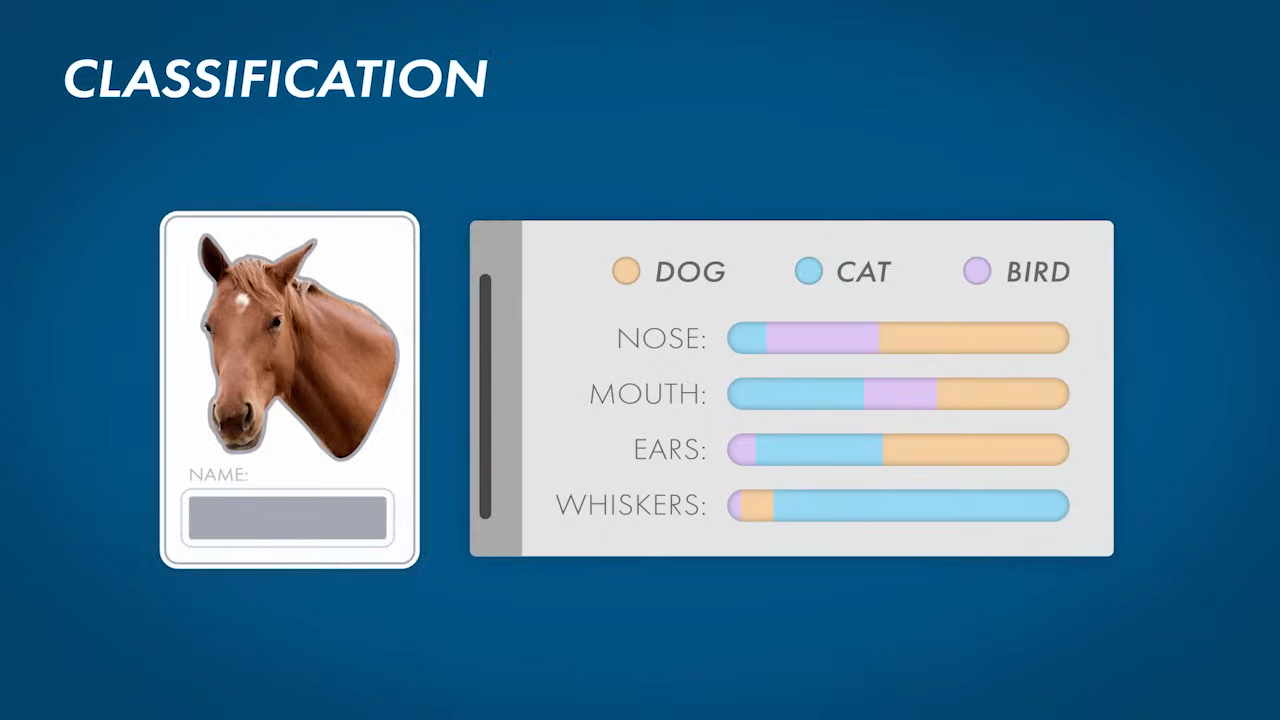 CLASSIFICATION
NAME:
DOG CAT BIRD
NOSE:
MOUTH:
EARS:
WHISKERS: